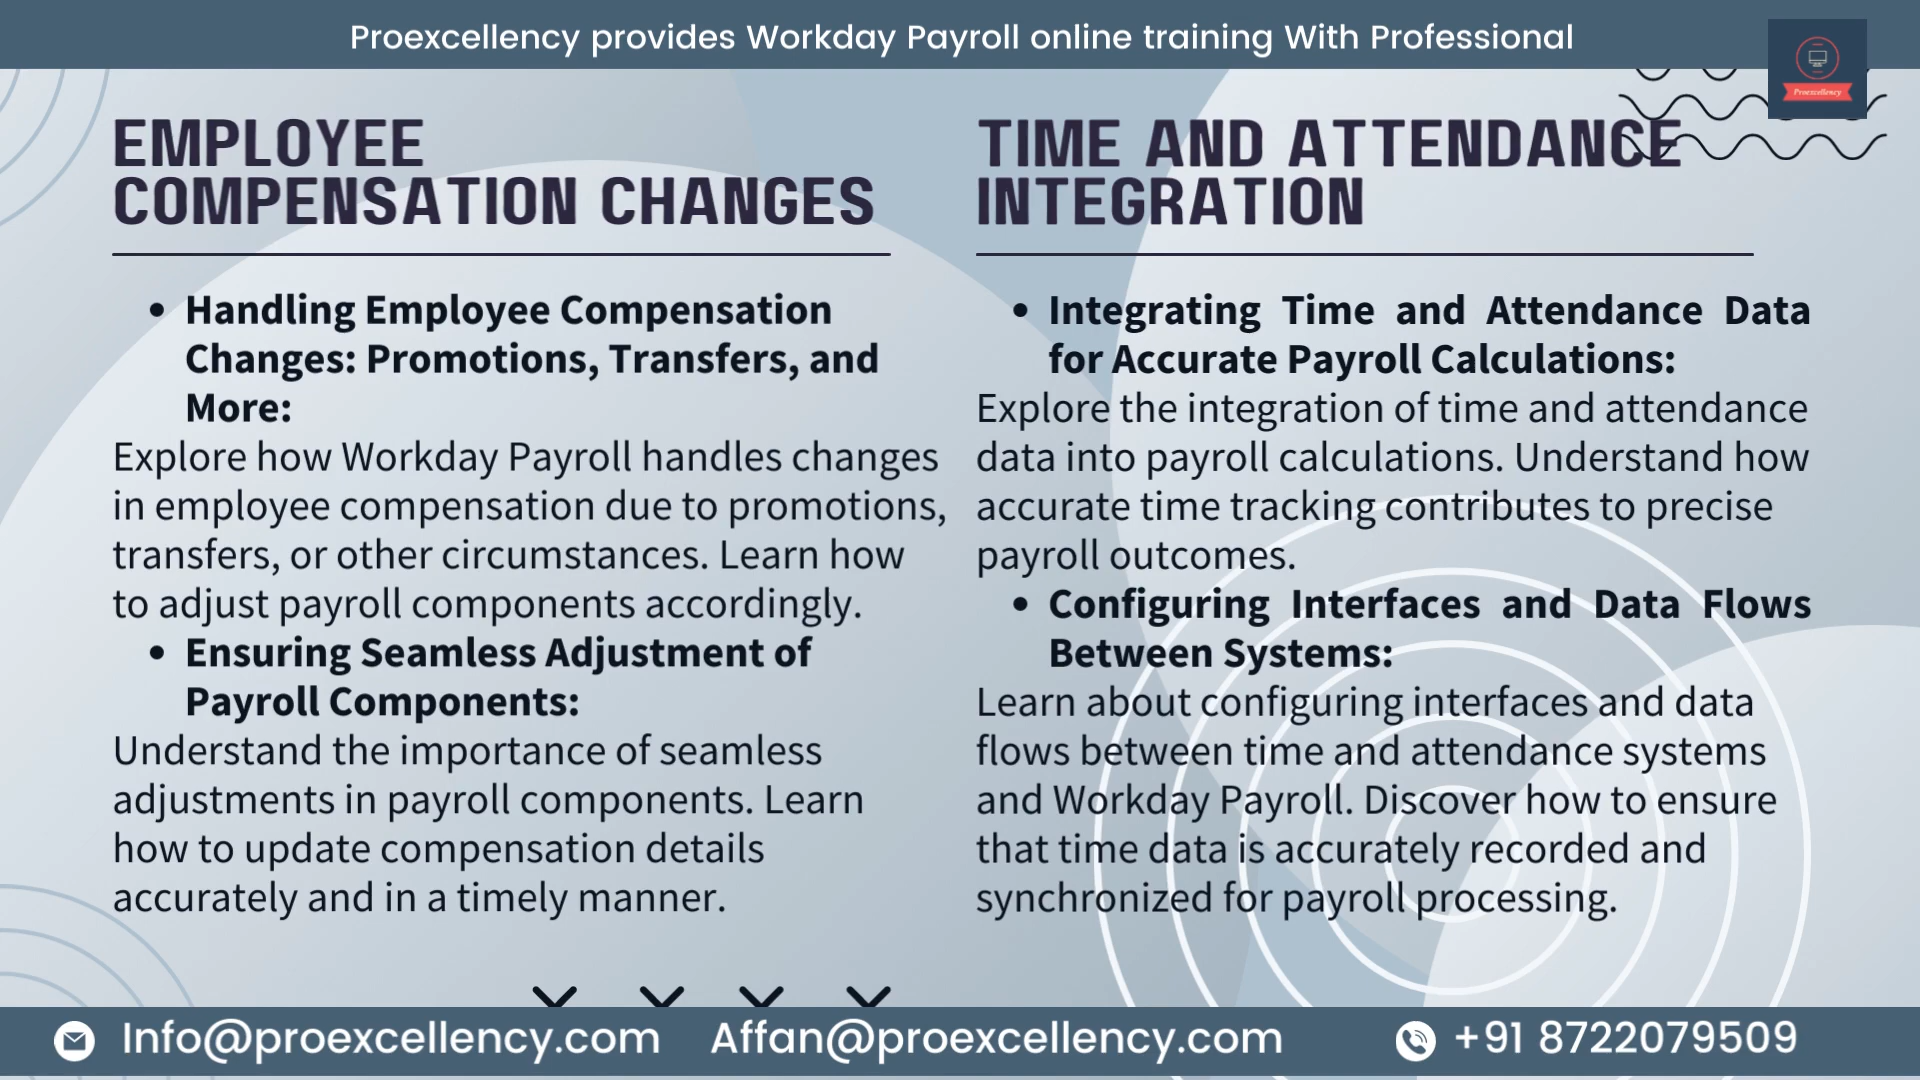 Proexcellency provides Workday Payroll online training With Professional
Proexcellency
EMPLOYEE
COMPENSATION CHANGES
• Handling Employee Compensation
Changes: Promotions, Transfers, and
More:
Explore how Workday Payroll handles changes
in employee compensation due to promotions,
transfers, or other circumstances. Learn how
to adjust payroll components accordingly.
• Ensuring Seamless Adjustment of
Payroll Components:
Understand the importance of seamless
adjustments in payroll components. Learn
how to update compensation details
accurately and in a timely manner.
TIME AND ATTENDANCE
INTEGRATION
• Integrating Time and Attendance Data
for Accurate Payroll Calculations:
Explore the integration of time and attendance
data into payroll calculations. Understand how
accurate time tracking contributes to precise
payroll outcomes.
• Configuring Interfaces and Data Flows
Between Systems:
Learn about configuring interfaces and data
flows between time and attendance systems
and Workday Payroll. Discover how to ensure
that time data is accurately recorded and
synchronized for payroll processing.
Info@proexcellency.com Affan@proexcellency.com +91 8722079509